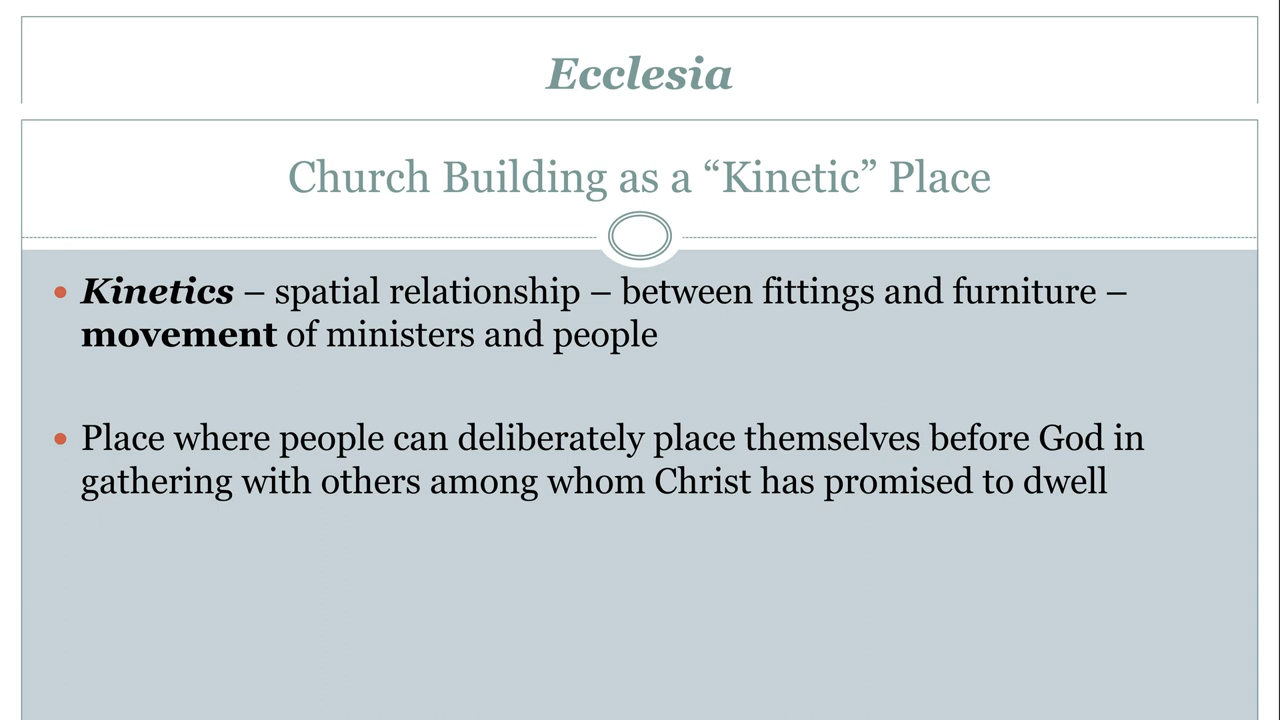 Ecclesia
Church Building as a “Kinetic” Place
• Kinetics – spatial relationship – between fittings and furniture –
movement of ministers and people
• Place where people can deliberately place themselves before God in
gathering with others among whom Christ has promised to dwell